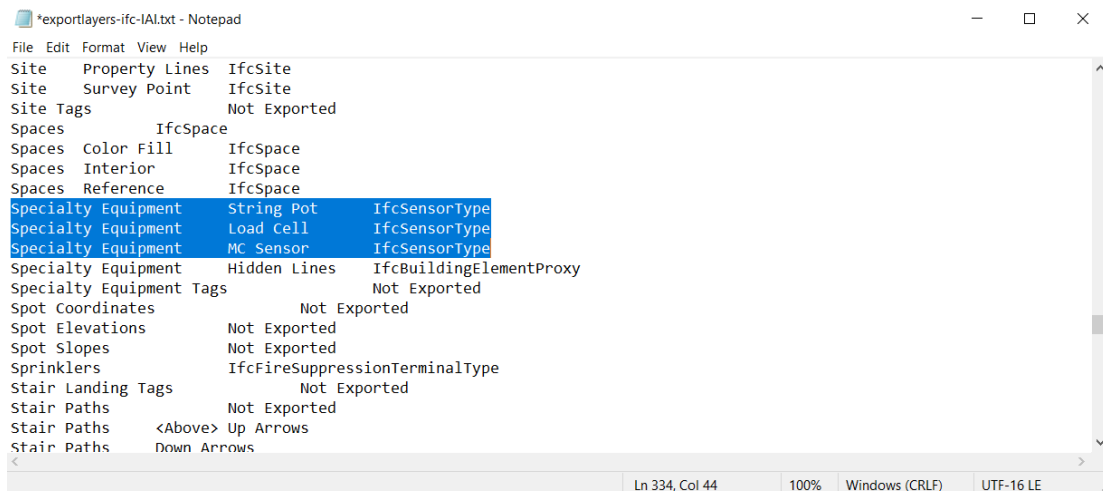 *exportlayers-ifc-IAI.txt - Notepad
File Edit Format View Help
Site Property Lines IfcSite
Site Survey Point IfcSite
Site Tags Not Exported
Spaces IfcSpace
Spaces Color Fill IfcSpace
Spaces Interior IfcSpace
Spaces Reference IfcSpace
Specialty Equipment String Pot IfcSensorType
Specialty Equipment Load Cell IfcSensorType
Specialty Equipment MC Sensor IfcSensorType
Specialty Equipment Hidden Lines IfcBuildingElementProxy
Specialty Equipment Tags Not Exported
Spot Coordinates Not Exported
Spot Elevations Not Exported
Spot Slopes Not Exported
Sprinklers IfcFireSuppressionTerminalType
Stair Landing Tags Not Exported
Stair Paths Not Exported
Stair Paths <Above> Up Arrows
Stair Paths Down Arrows
Ln 334, Col 44 100% Windows (CRLF) UTF-16 LE